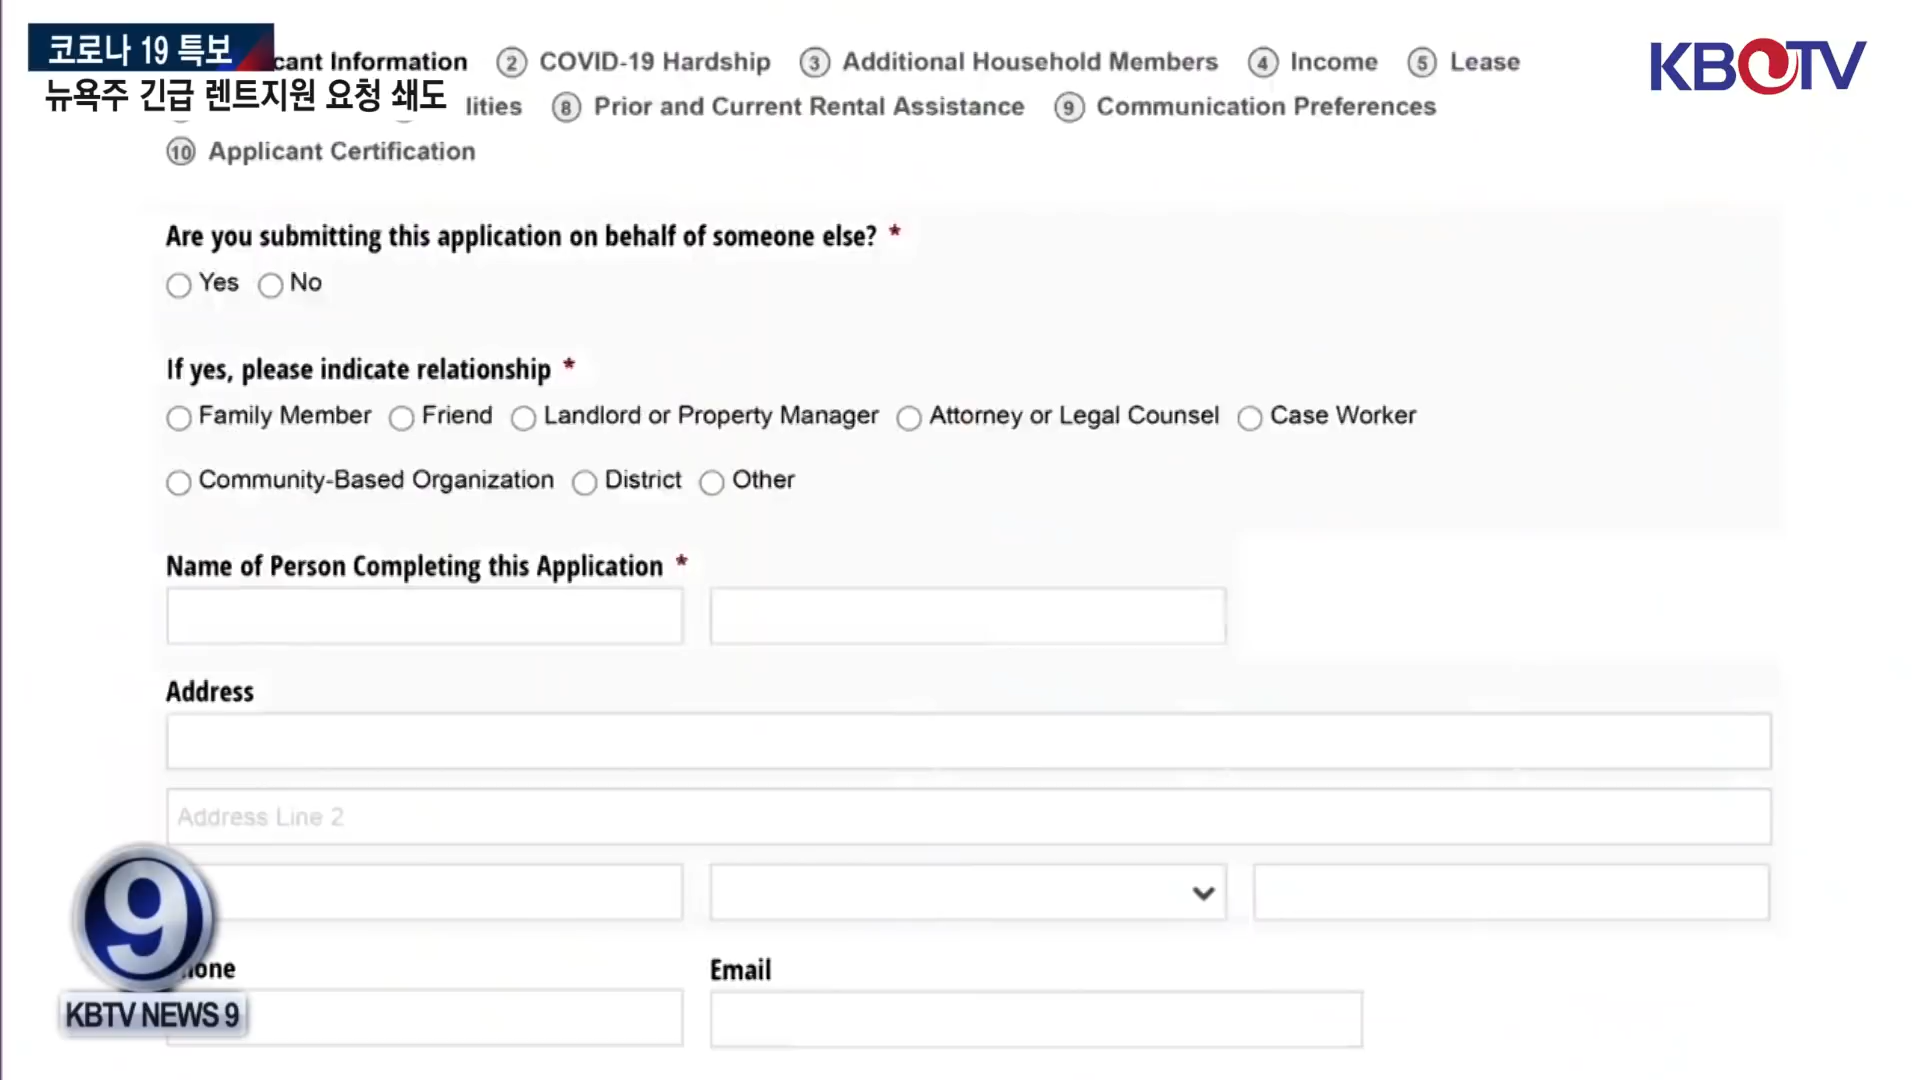 코로나 19 특보
뉴욕주 긴급 렌트지원 요청 쇄도
KBTV
cant Information 2 COVID-19 Hardship 3 Additional Household Members 4 Income 5 Lease
lities 8 Prior and Current Rental Assistance 9 Communication Preferences
10 Applicant Certification
Are you submitting this application on behalf of someone else? *
Yes No
If yes, please indicate relationship *
Family Member Friend Landlord or Property Manager Attorney or Legal Counsel Case Worker
Community-Based Organization District Other
Name of Person Completing this Application *
Address
Address Line 2
one Email
9
KBTV NEWS 9